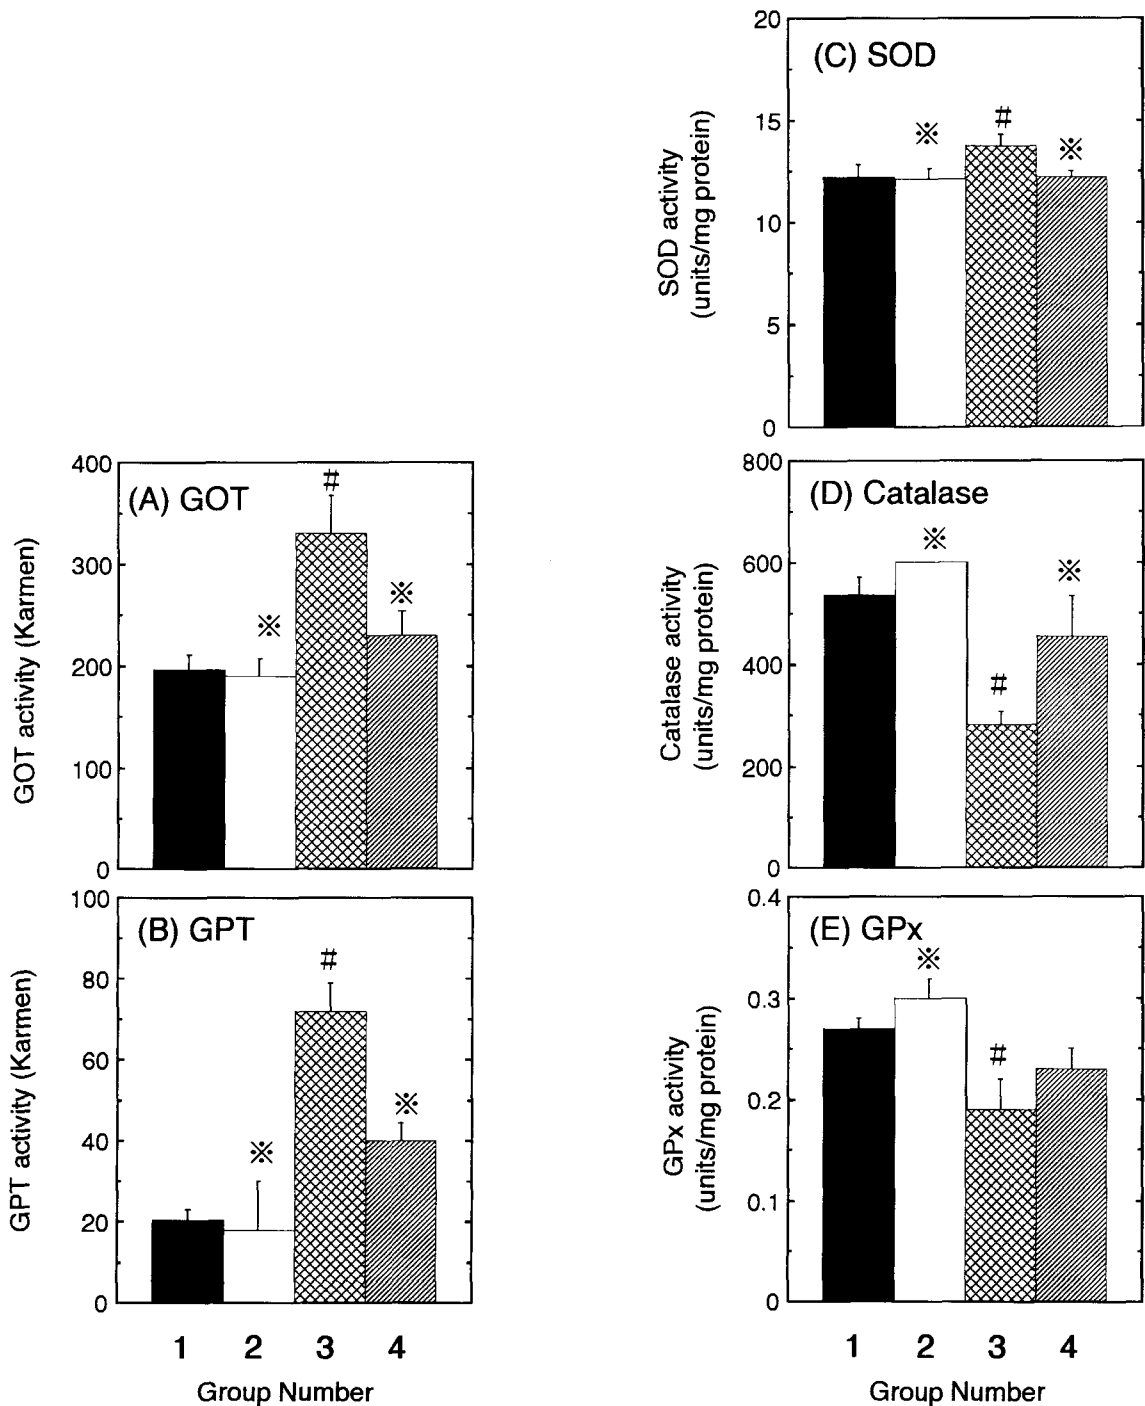 (A) GOT
#
※
※
400
300
200
100
0
GOT activity (Karmen)
(B) GPT
#
※
※
100
80
60
40
20
0
GPT activity (Karmen)
1 2 3 4
Group Number
(C) SOD
※
#
※
20
15
10
5
0
SOD activity
(units/mg protein)
(D) Catalase
※
#
※
800
600
400
200
0
Catalase activity
(units/mg protein)
(E) GPx
※
#
0.4
0.3
0.2
0.1
0
GPx activity
(units/mg protein)
1 2 3 4
Group Number